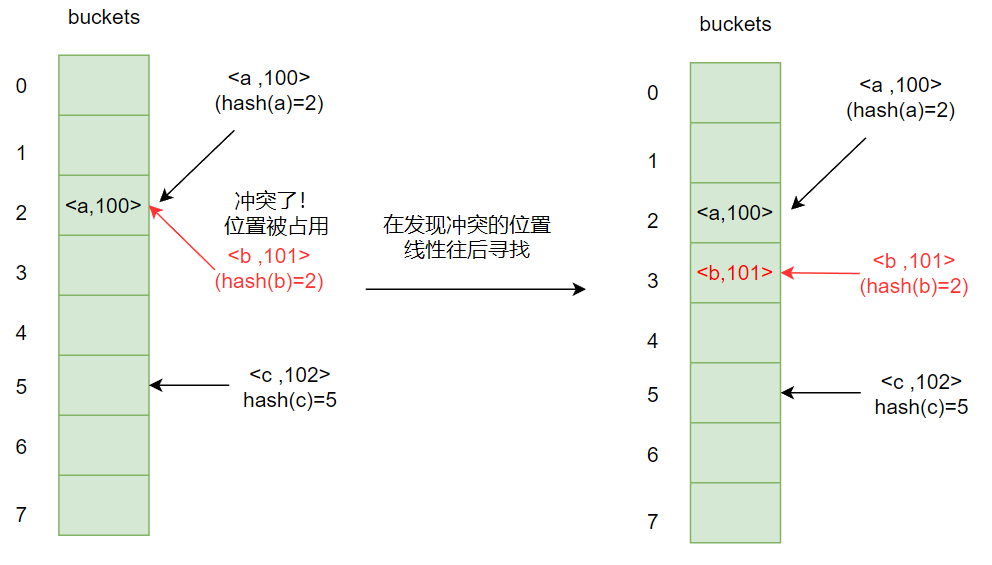 buckets
0
1
2
3
4
5
6
7
<a,100>
<a ,100>
(hash(a)=2)
冲突了!
位置被占用
<b ,101>
(hash(b)=2)
<c ,102>
hash(c)=5
在发现冲突的位置
线性往后寻找
buckets
0
1
2
3
4
5
6
7
<a,100>
<b,101>
<a ,100>
(hash(a)=2)
<b ,101>
(hash(b)=2)
<c ,102>
hash(c)=5